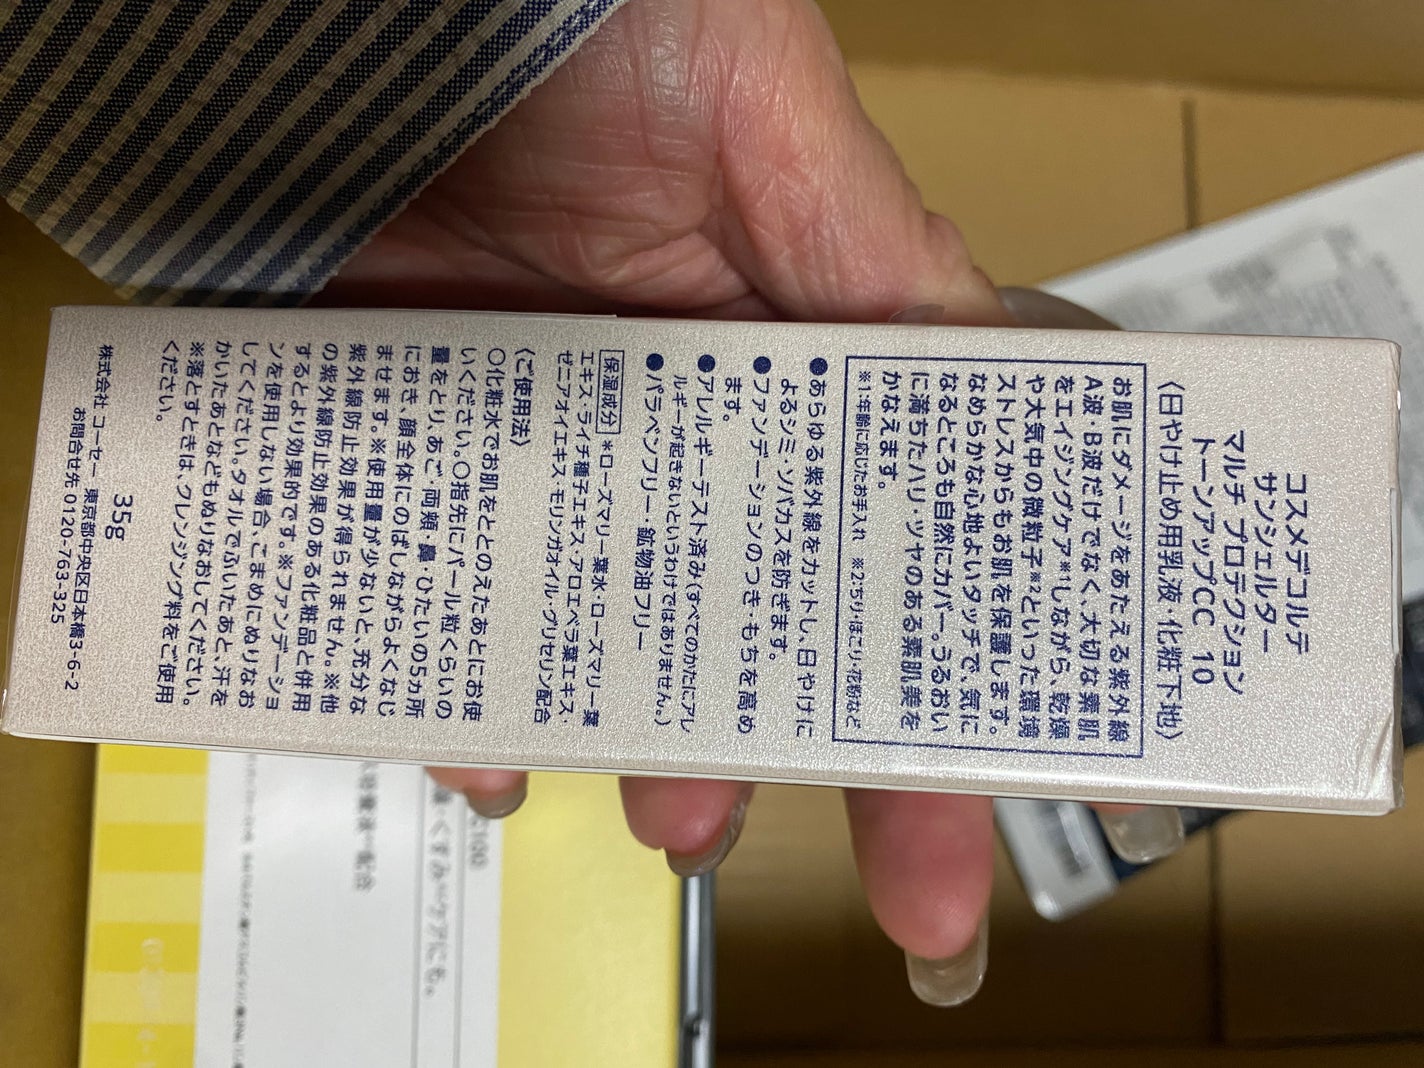 コスメデコルテ
サンシェルター
マルチ プロテクション
トーンアップCC 10
〈日やけ止め用乳液・化粧下地〉
お肌にダメージをあたえる紫外線
A波・B波だけでなく、大切な素肌
をエイジングケア※1しながら、乾燥
や大気中の微粒子※2といった環境
ストレスからもお肌を保護します。
なめらかな心地よいタッチで、気に
なるところも自然にカバー。うるおい
に満ちたハリ・ツヤのある素肌美を
かなえます。
※1:年齢に応じたお手入れ ※2:ちり・ほこり・花粉など
●あらゆる紫外線をカットし、日やけに
よるシミ・ソバカスを防ぎます。
●ファンデーションのつき・もちを高め
ます。
●アレルギーテスト済み(すべてのかたにアレ
ルギーが起きないというわけではありません。)
●パラベンフリー・鉱物油フリー
保湿成分 *ローズマリー葉水・ローズマリー葉
エキス・ライチ種子エキス・アロエベラ葉エキス・
ゼニアオイエキス モリンガオイル・グリセリン配合
〈ご使用法〉
○化粧水でお肌をととのえたあとにお使
いください。○指先にパール粒くらいの
量をとり、あご・両頬・鼻・ひたいの5ヵ所
におき、顔全体にのばしながらよくなじ
ませます。※使用量が少ないと、充分な
紫外線防止効果が得られません。※他
の紫外線防止効果のある化粧品と併用
するとより効果的です。※ファンデーショ
ンを使用しない場合、こまめにぬりなお
してください。タオルでふいたあと、汗を
かいたあとなどもぬりなおしてください。
※落とすときは、クレンジング料をご使用
ください。
35g
株式会社 コーセー 東京都中央区日本橋3-6-2
お問合せ先 0120-763-325
配合